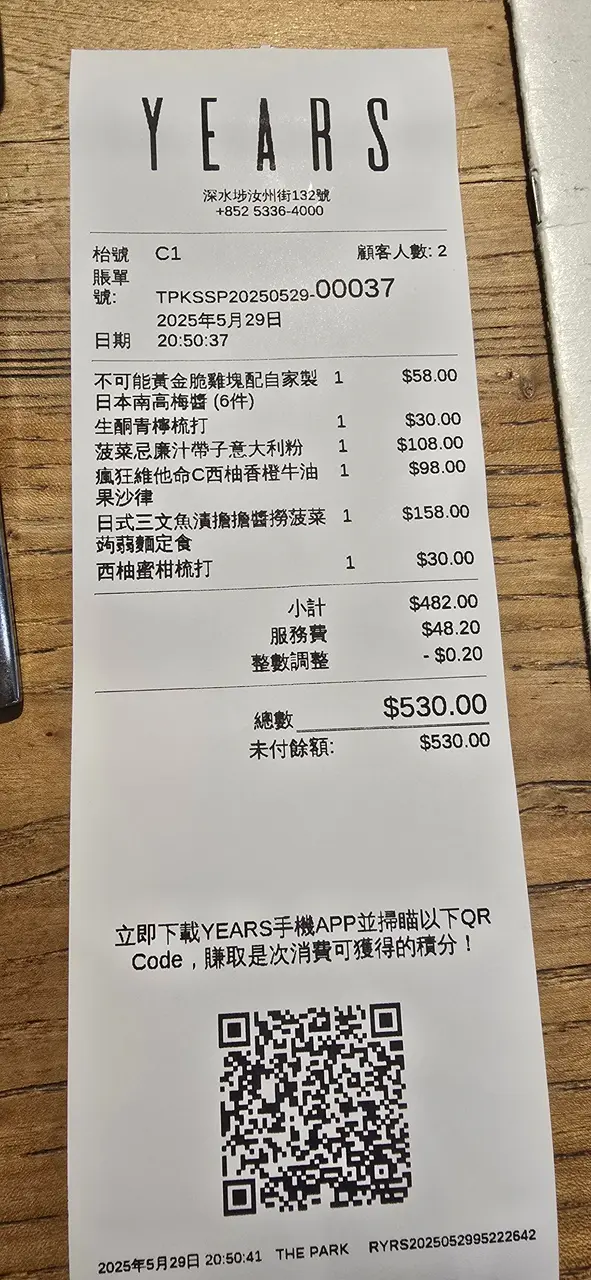 YEARS
深水埗汝州街132號
+852 5336-4000
枱號 C1 顧客人數: 2
賬單
號: TPKSSP20250529-00037
2025年5月29日
日期 20:50:37
不可能黃金脆雞塊配自家製 1 $58.00
日本南高梅醬 (6件)
生酮青檸梳打 1 $30.00
菠菜忌廉汁帶子意大利粉 1 $108.00
瘋狂維他命C西柚香橙牛油 1 $98.00
果沙律
日式三文魚漬擔擔醬撈菠菜 1 $158.00
蒟蒻麵定食
西柚蜜柑梳打 1 $30.00
小計 $482.00
服務費 $48.20
整數調整 - $0.20
總數 $530.00
未付餘額: $530.00
立即下載YEARS手機APP並掃瞄以下QR
Code，賺取是次消費可獲得的積分！
2025年5月29日 20:50:41 THE PARK RYRS2025052995222642